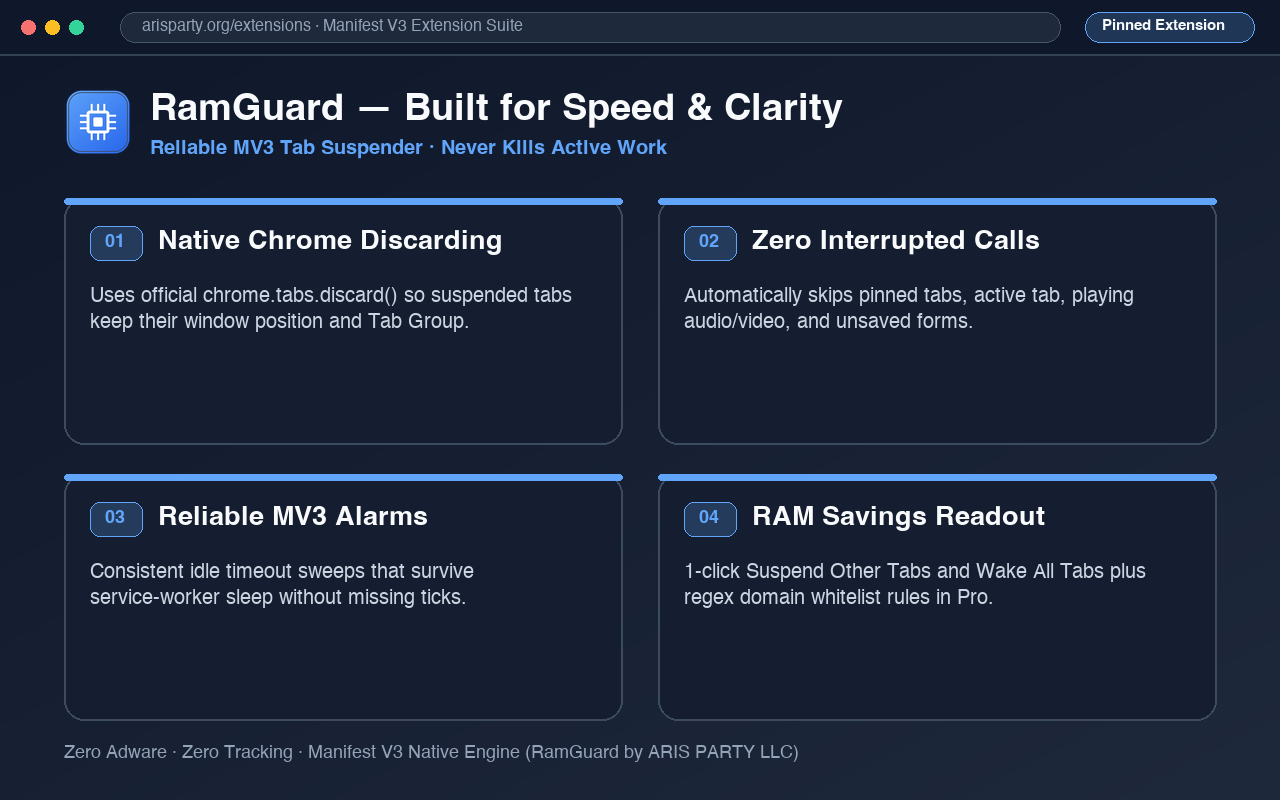 arisparty.org/extensions · Manifest V3 Extension Suite
Pinned Extension
RamGuard — Built for Speed & Clarity
Reliable MV3 Tab Suspender · Never Kills Active Work
01 Native Chrome Discarding
Uses official chrome.tabs.discard() so suspended tabs
keep their window position and Tab Group.
02 Zero Interrupted Calls
Automatically skips pinned tabs, active tab, playing
audio/video, and unsaved forms.
03 Reliable MV3 Alarms
Consistent idle timeout sweeps that survive
service-worker sleep without missing ticks.
04 RAM Savings Readout
1-click Suspend Other Tabs and Wake All Tabs plus
regex domain whitelist rules in Pro.
Zero Adware · Zero Tracking · Manifest V3 Native Engine (RamGuard by ARIS PARTY LLC)